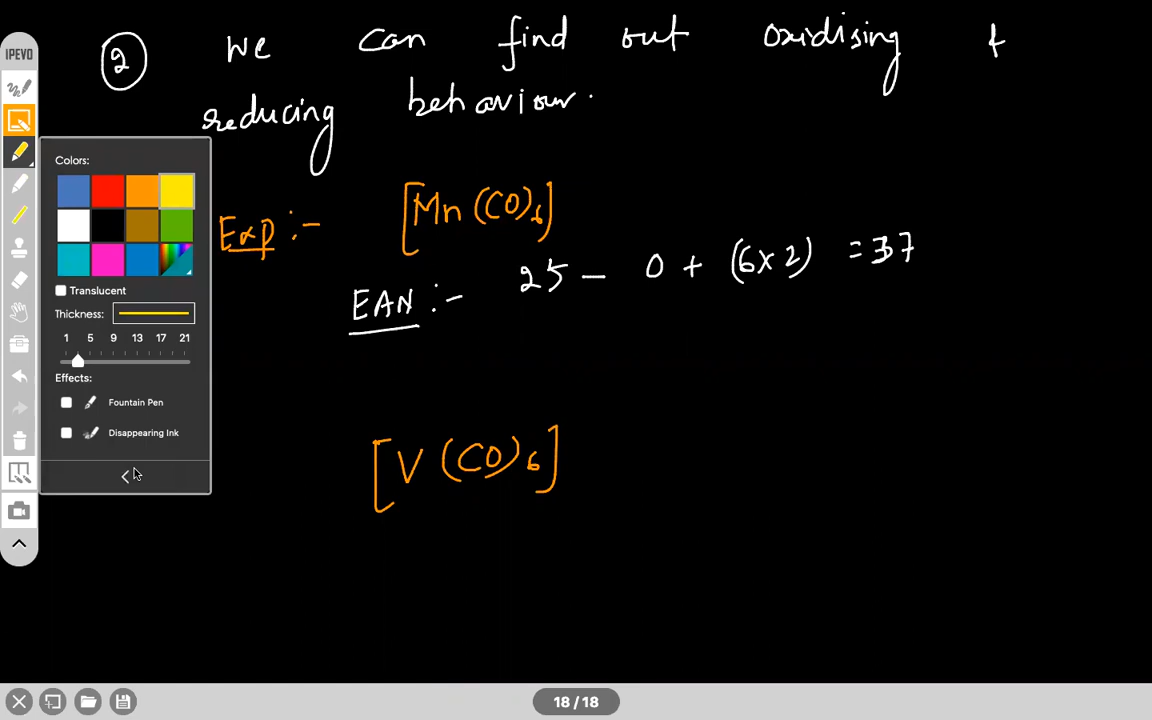 ② We can find out oxidising &
reducing behaviour.
IPEVO
Colors:
Translucent
Thickness:
1 5 9 13 17 21
Effects:
Fountain Pen
Disappearing Ink
Exp :- [Mn(CO)6]
EAN :- 25 - 0 + (6×2) = 37
[V(CO)6]
18 / 18